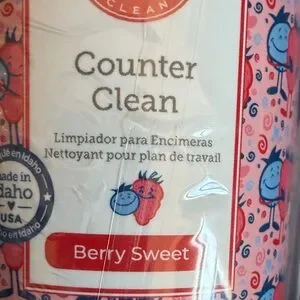 CLEAN
Counter
Clean
Limpiador para Encimeras
Nettoyant pour plan de travail
made in
Idaho
USA
Berry Sweet